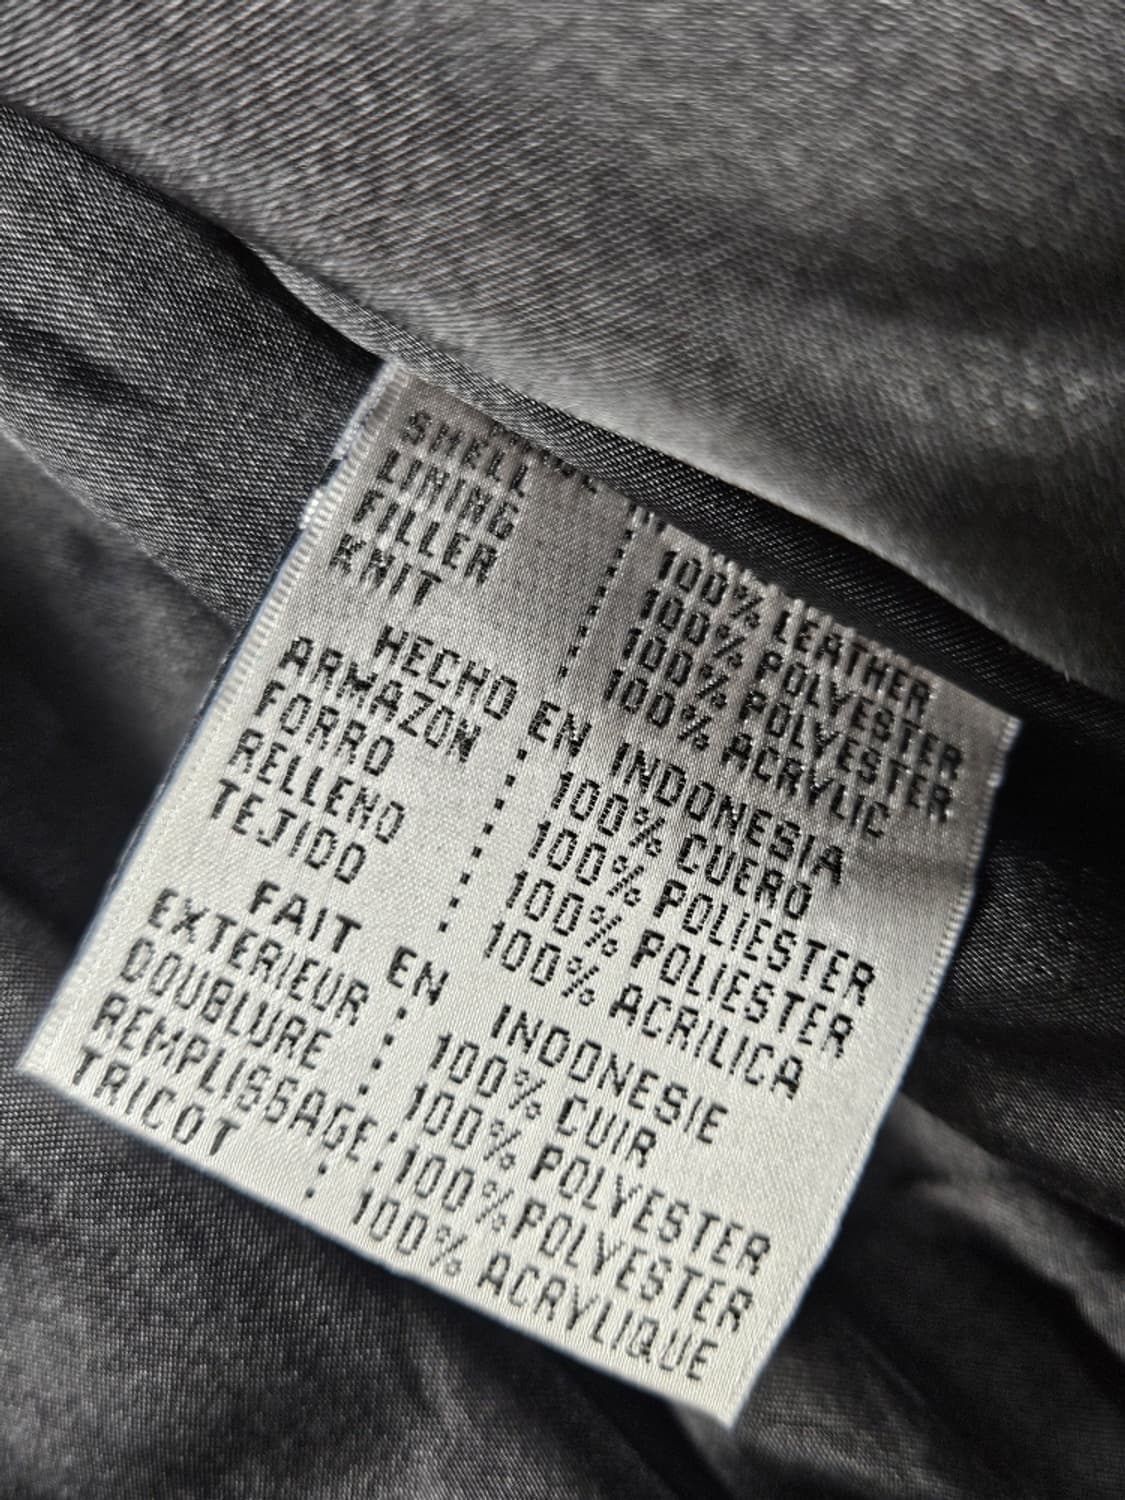 SHELL : 100% LEATHER
LINING : 100% POLYESTER
FILLER : 100% POLYESTER
KNIT : 100% ACRYLIC
HECHO EN INDONESIA
ARMAZON : 100% CUERO
FORRO : 100% POLIESTER
RELLENO : 100% POLIESTER
TEJIDO : 100% ACRILICA
FAIT EN INDONESIE
EXTERIEUR : 100% CUIR
DOUBLURE : 100% POLYESTER
REMPLISSAGE: 100% POLYESTER
TRICOT : 100% ACRYLIQUE